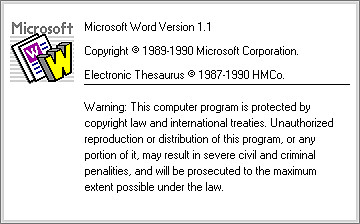 Microsoft
Microsoft Word Version 1.1
Copyright © 1989-1990 Microsoft Corporation.
Electronic Thesaurus © 1987-1990 HMCo.
W
W
Warning: This computer program is protected by
copyright law and international treaties. Unauthorized
reproduction or distribution of this program, or any
portion of it, may result in severe civil and criminal
penalities, and will be prosecuted to the maximum
extent possible under the law.